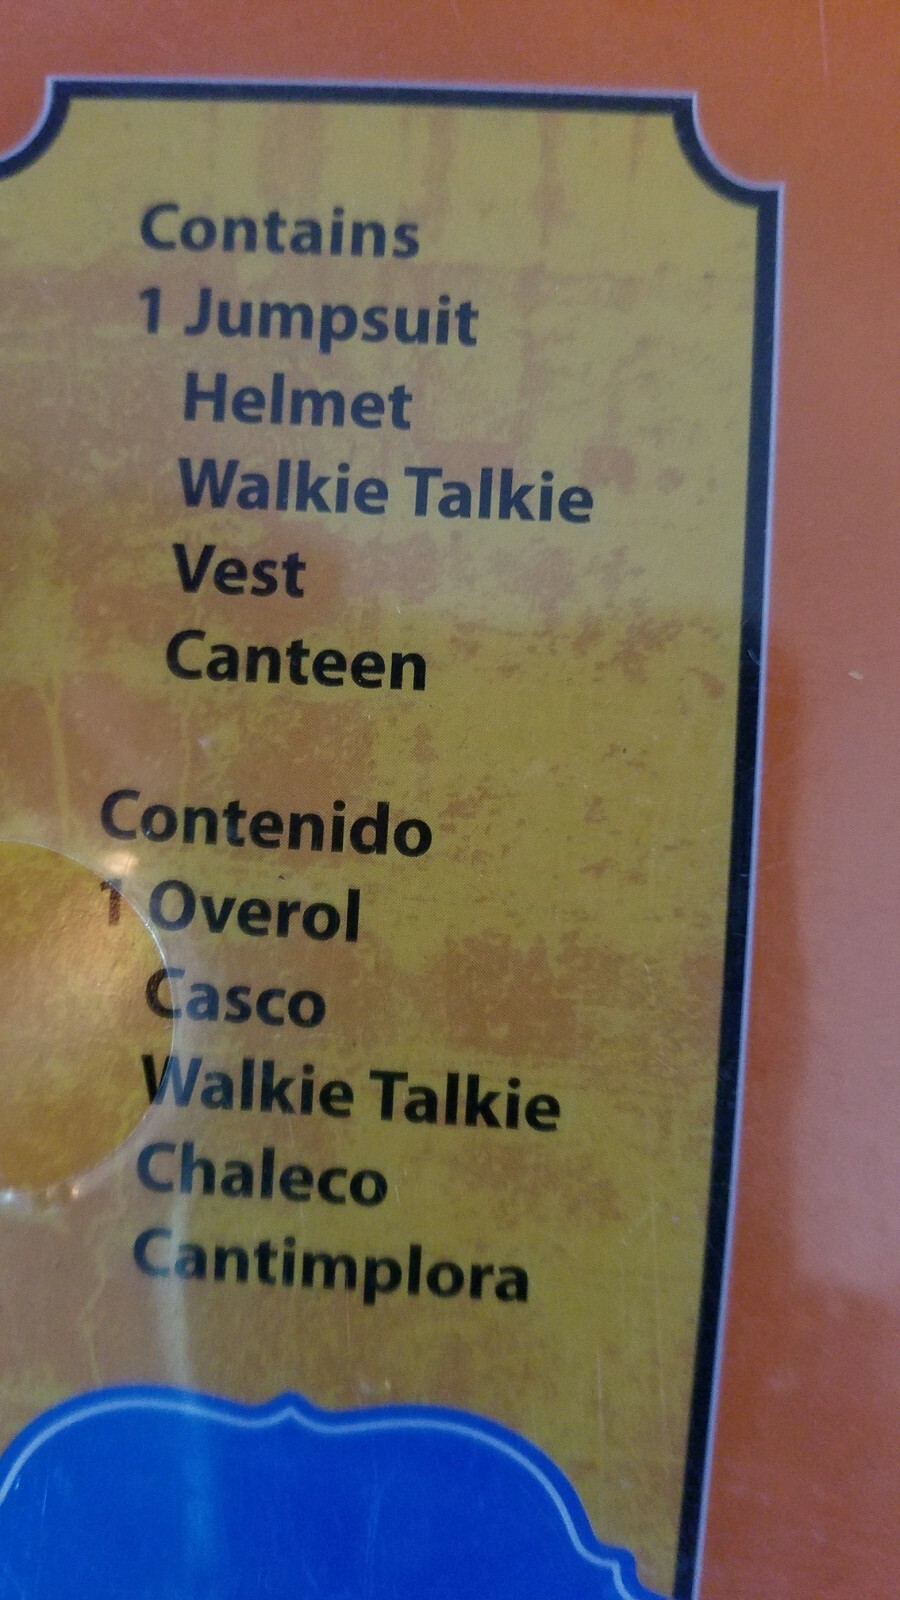 Contains
1 Jumpsuit
Helmet
Walkie Talkie
Vest
Canteen
Contenido
1 Overol
Casco
Walkie Talkie
Chaleco
Cantimplora